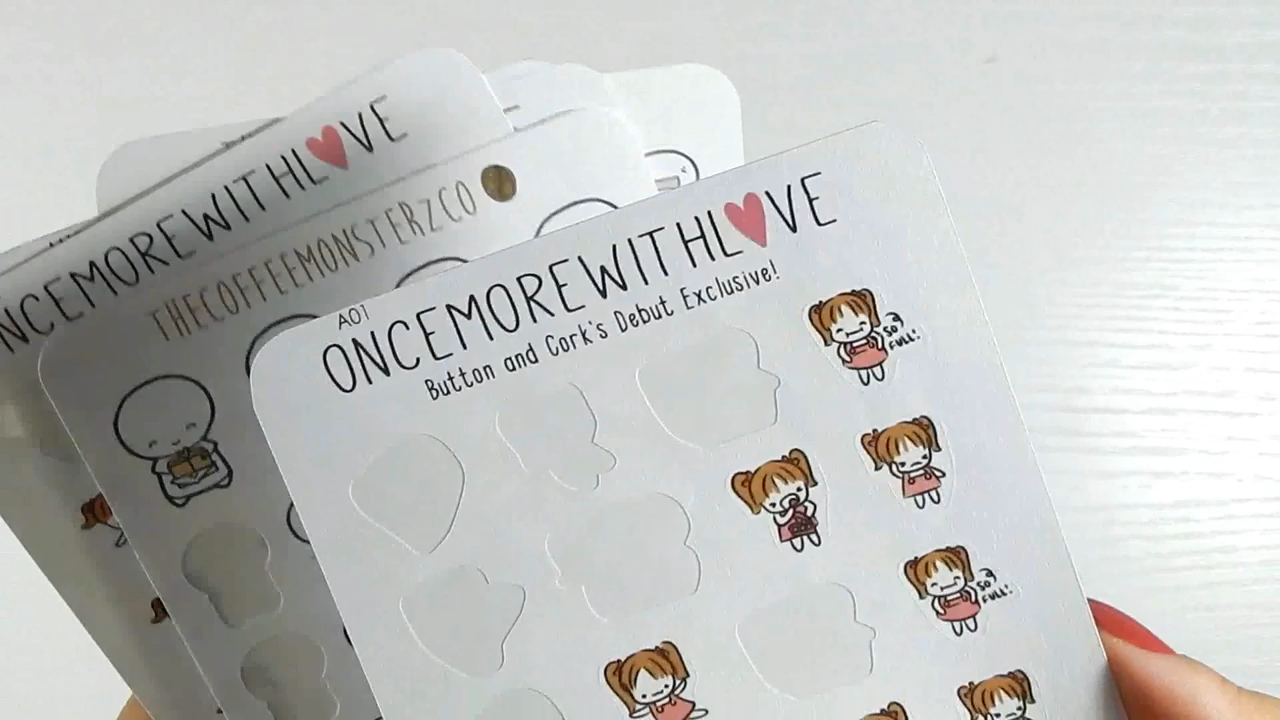 ONCEMOREWITHLOVE
THECOFFEEMONSTERZCO
A01
ONCEMOREWITHLOVE
Button and Cork's Debut Exclusive!
SO
FULL!
SO
FULL!